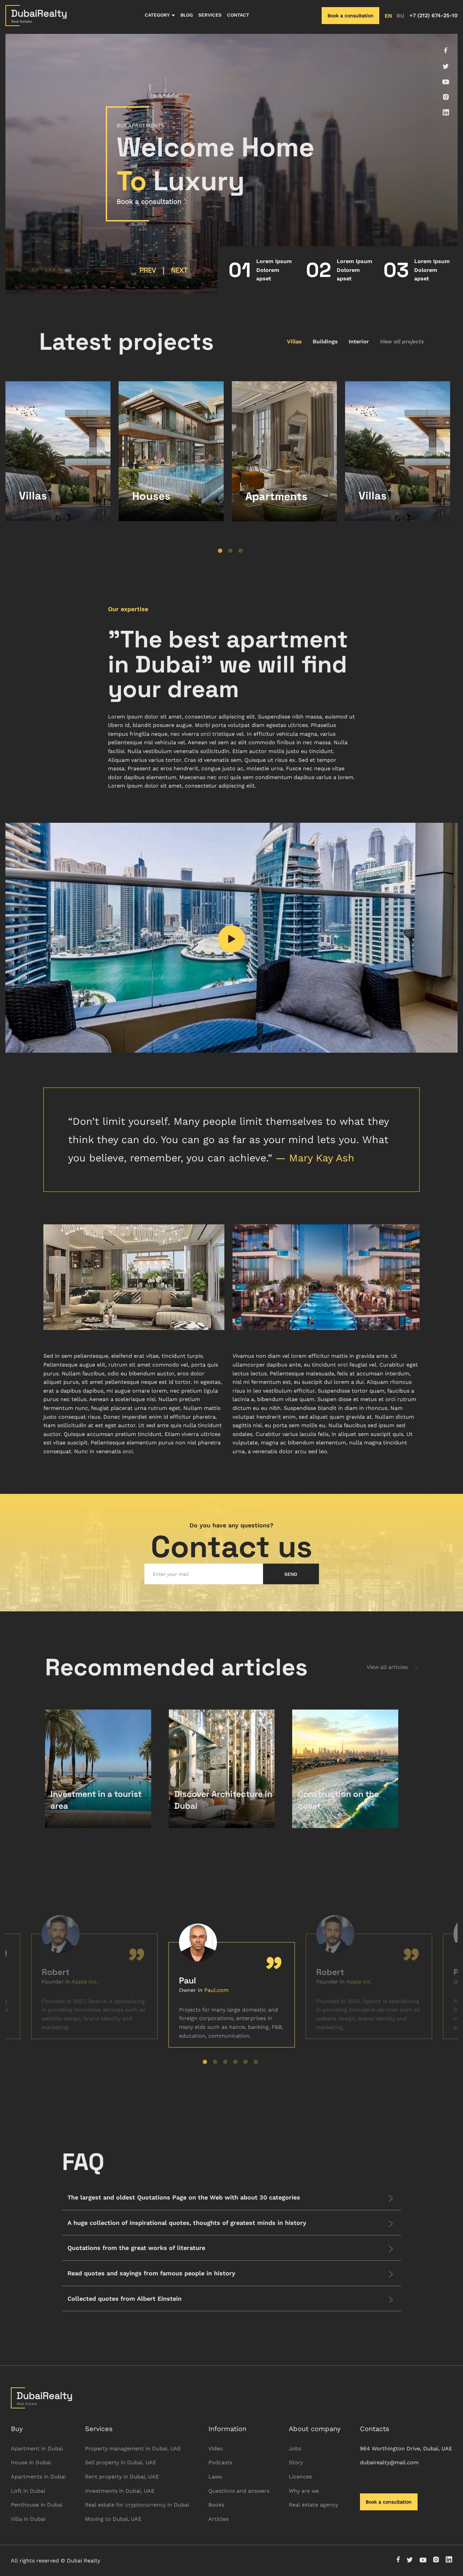 DubaiRealty
Real Estate
CATEGORY BLOG SERVICES CONTACT
Book a consultation
EN RU +7 (212) 674-25-10
BUY APARTMENTS
Welcome Home
To Luxury
Book a consultation
PREV | NEXT
01 Lorem Ipsum Dolorem apset
02 Lorem Ipsum Dolorem apset
03 Lorem Ipsum Dolorem apset
Latest projects
Villas Buildings Interior View all projects
Villas
Houses
Apartments
Villas
Our expertise
”The best apartment
in Dubai” we will find
your dream
Lorem ipsum dolor sit amet, consectetur adipiscing elit. Suspendisse nibh massa, euismod ut
libero id, blandit posuere augue. Morbi porta volutpat diam egestas ultrices. Phasellus
tempus fringilla neque, nec viverra orci tristique vel. In efficitur vehicula magna, varius
pellentesque nisl vehicula vel. Aenean vel sem ac elit commodo finibus in nec massa. Nulla
facilisi. Nulla vestibulum venenatis sollicitudin. Etiam auctor mollis justo eu tincidunt.
Aliquam varius varius tortor. Cras id venenatis sem. Quisque ut risus ex. Sed et tempor
massa. Praesent ac eros hendrerit, congue justo ac, molestie urna. Fusce nec neque vitae
dolor dapibus elementum. Maecenas nec orci quis sem condimentum dapibus varius a lorem.
Lorem ipsum dolor sit amet, consectetur adipiscing elit.
“Don’t limit yourself. Many people limit themselves to what they
think they can do. You can go as far as your mind lets you. What
you believe, remember, you can achieve.” — Mary Kay Ash
Sed in sem pellentesque, eleifend erat vitae, tincidunt turpis.
Pellentesque augue elit, rutrum sit amet commodo vel, porta quis
purus. Nullam faucibus, odio eu bibendum auctor, eros dolor
aliquet purus, sit amet pellentesque neque est id tortor. In egestas,
erat a dapibus dapibus, mi augue ornare lorem, nec pretium ligula
purus nec tellus. Aenean a scelerisque nisl. Nullam pretium
fermentum nunc, feugiat placerat urna rutrum eget. Nullam mattis
justo consequat risus. Donec imperdiet enim id efficitur pharetra.
Nam sollicitudin at est eget auctor. Ut sed ante quis nulla tincidunt
auctor. Quisque accumsan pretium tincidunt. Etiam viverra ultrices
est vitae suscipit. Pellentesque elementum purus non nisl pharetra
consequat. Nunc in venenatis orci.
Vivamus non diam vel lorem efficitur mattis in gravida ante. Ut
ullamcorper dapibus ante, eu tincidunt orci feugiat vel. Curabitur eget
lectus lectus. Pellentesque malesuada, felis at accumsan interdum,
nisl mi fermentum est, eu suscipit dui lorem a dui. Aliquam rhoncus
risus in leo vestibulum efficitur. Suspendisse tortor quam, faucibus a
lacinia a, bibendum vitae quam. Suspen disse et metus et orci rutrum
dictum eu eu nibh. Suspendisse blandit in diam in rhoncus. Nam
volutpat hendrerit enim, sed aliquet quam gravida at. Nullam dictum
sagittis nisi, eu porta enim mollis eu. Nulla faucibus sed ipsum sed
sodales. Curabitur varius iaculis felis, in aliquet sem suscipit quis. Ut
vulputate, magna ac bibendum elementum, nulla magna tincidunt
urna, a venenatis dolor arcu sed leo.
Do you have any questions?
Contact us
Enter your mail
SEND
Recommended articles
View all articles
Investment in a tourist
area
Discover Architecture in
Dubai
Construction on the
coast
Robert
Founder in Apple Inc.
Founded in 2007, Sparch is specializing
in providing innovative services such as
website design, brand identity and
marketing.
Paul
Owner in Paul.com
Projects for many large domestic and
foreign corporations, enterprises in
many elds such as nance, banking, F&B,
education, communication.
Robert
Founder in Apple Inc.
Founded in 2007, Sparch is specializing
in providing innovative services such as
website design, brand identity and
marketing.
FAQ
The largest and oldest Quotations Page on the Web with about 30 categories
A huge collection of inspirational quotes, thoughts of greatest minds in history
Quotations from the great works of literature
Read quotes and sayings from famous people in history
Collected quotes from Albert Einstein
DubaiRealty
Real Estate
Buy
Apartment in Dubai
House in Dubai
Apartments in Dubai
Loft in Dubai
Penthouse in Dubai
Villa in Dubai
Services
Property management in Dubai, UAE
Sell property in Dubai, UAE
Rent property in Dubai, UAE
Investments in Dubai, UAE
Real estate for cryptocurrency in Dubai
Moving to Dubai, UAE
Information
Video
Podcasts
Laws
Questions and answers
Books
Articles
About company
Jobs
Story
Licences
Why are we
Real estate agency
Contacts
964 Worthington Drive, Dubai, UAE
dubairealty@mail.com
Book a consultation
All rights reserved © Dubai Realty